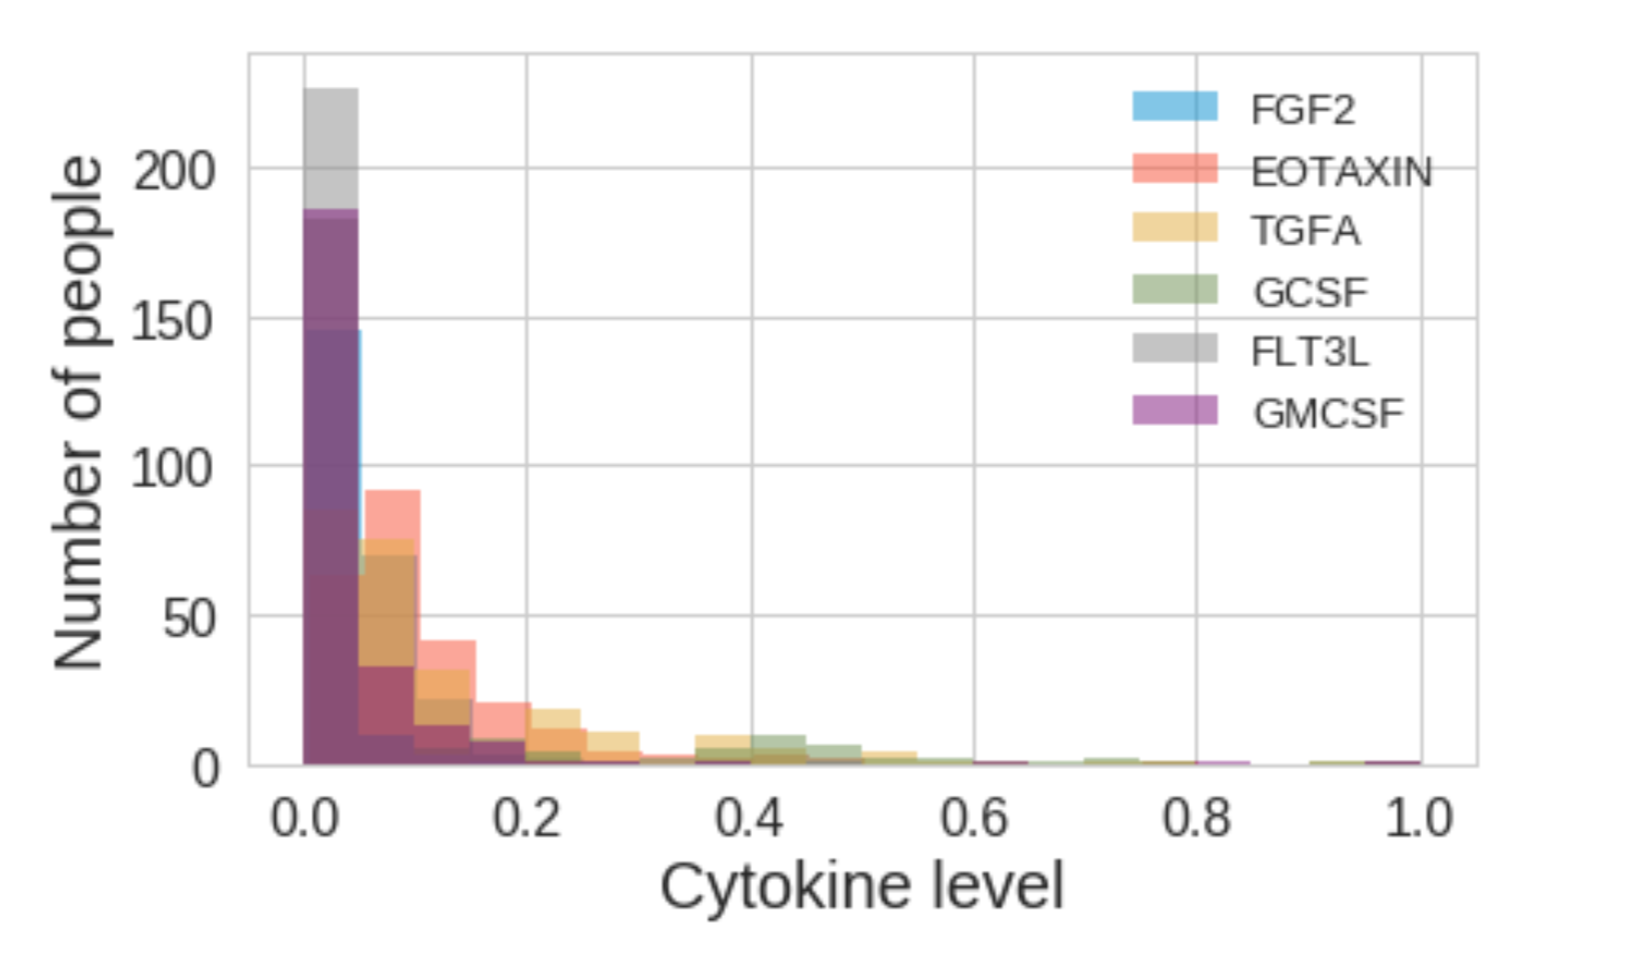 Number of people
200
150
100
50
0
FGF2
EOTAXIN
TGFA
GCSF
FLT3L
GMCSF
0.0 0.2 0.4 0.6 0.8 1.0
Cytokine level